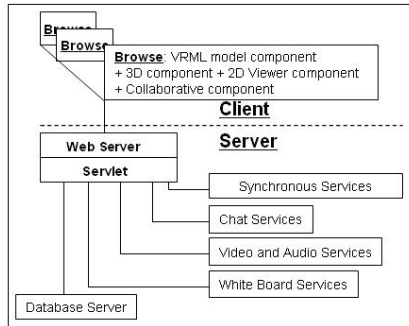 Browse
Browse
Browse: VRML model component
+ 3D component + 2D Viewer component
+ Collaborative component
Client
Server
Web Server
Servlet
Synchronous Services
Chat Services
Video and Audio Services
White Board Services
Database Server